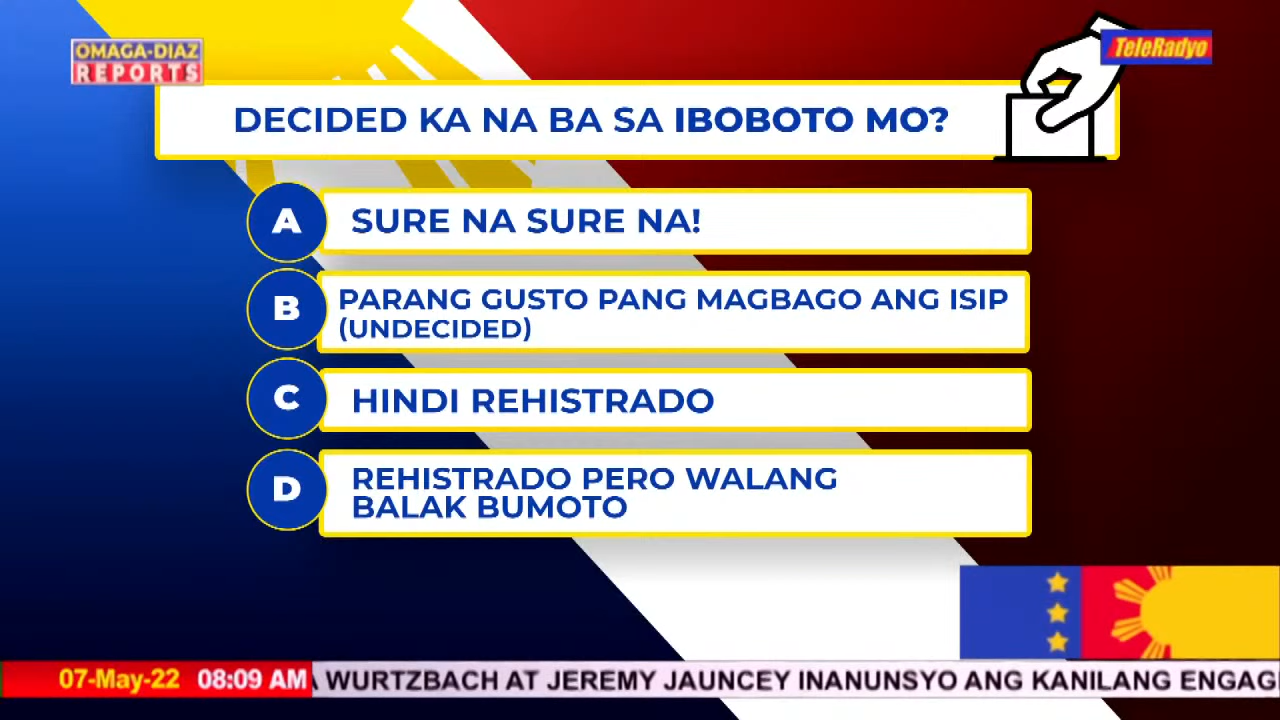 OMAGA-DIAZ
REPORTS
TeleRadyo
DECIDED KA NA BA SA IBOBOTO MO?
A
SURE NA SURE NA!
B
PARANG GUSTO PANG MAGBAGO ANG ISIP
(UNDECIDED)
C
HINDI REHISTRADO
D
REHISTRADO PERO WALANG
BALAK BUMOTO
07-May-22 08:09 AM
WURTZBACH AT JEREMY JAUNCEY INANUNSYO ANG KANILANG ENGAG